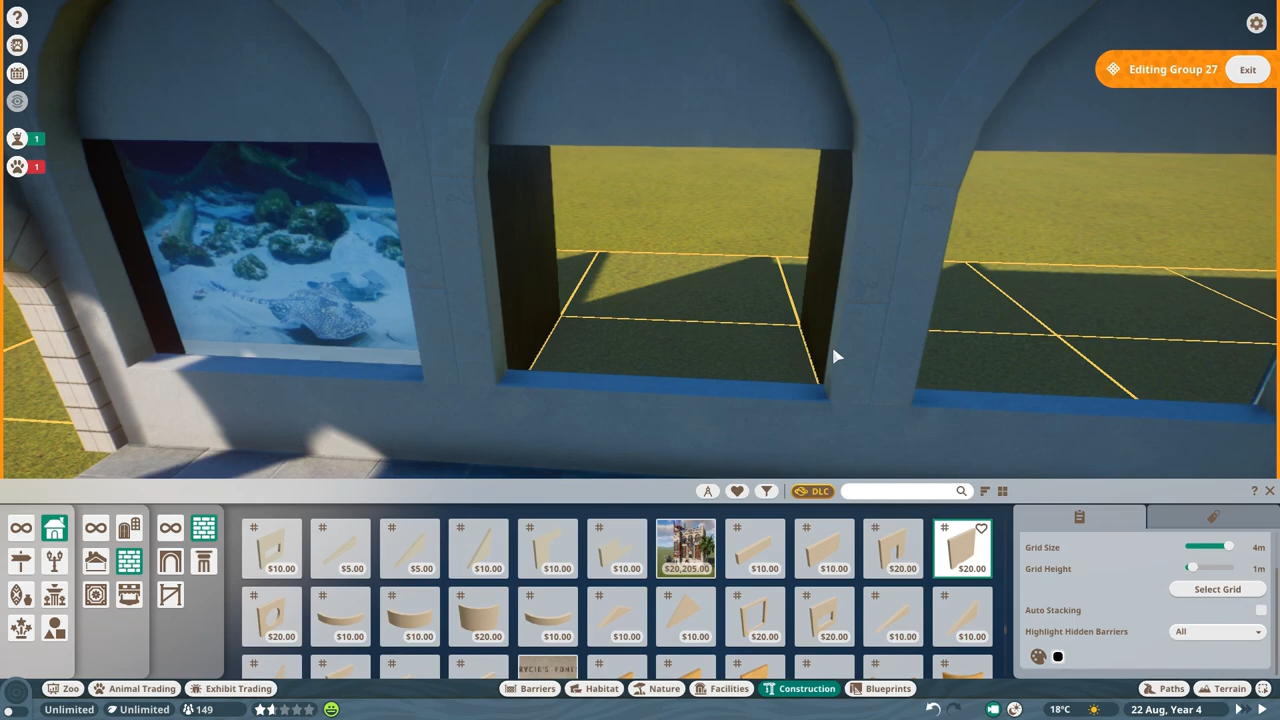 ?
Editing Group 27
Exit
1
1
DLC
?
$10.00
$5.00
$5.00
$10.00
$10.00
$10.00
$20,205.00
$10.00
$10.00
$20.00
$20.00
$20.00
$10.00
$10.00
$20.00
$10.00
$10.00
$10.00
$20.00
$20.00
$10.00
$10.00
Grid Size
4m
Grid Height
1m
Select Grid
Auto Stacking
Highlight Hidden Barriers
All
Zoo
Animal Trading
Exhibit Trading
Barriers
Habitat
Nature
Facilities
Construction
Blueprints
Paths
Terrain
Unlimited
Unlimited
149
18°C
22 Aug, Year 4